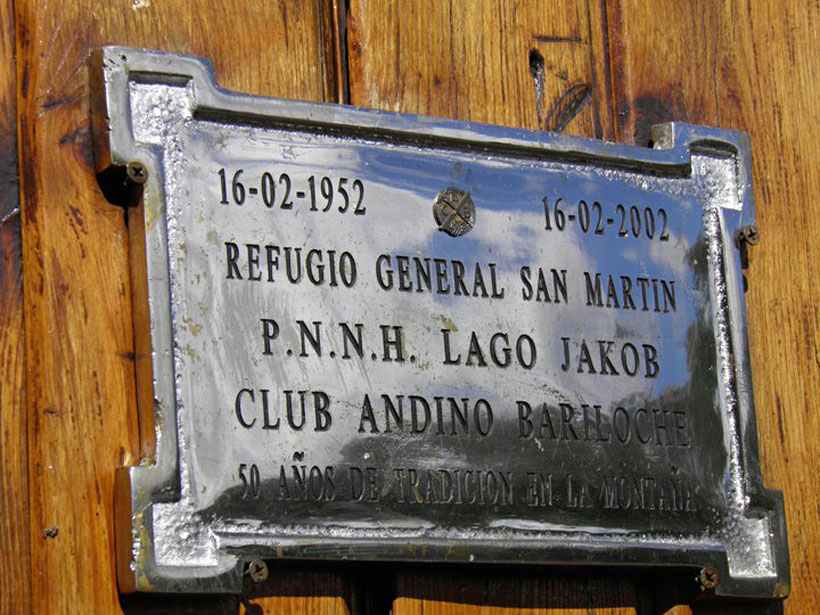 16-02-1952 16-02-2002
REFUGIO GENERAL SAN MARTIN
P.N.N.H. LAGO JAKOB
CLUB ANDINO BARILOCHE
50 AÑOS DE TRADICION EN LA MONTAÑA